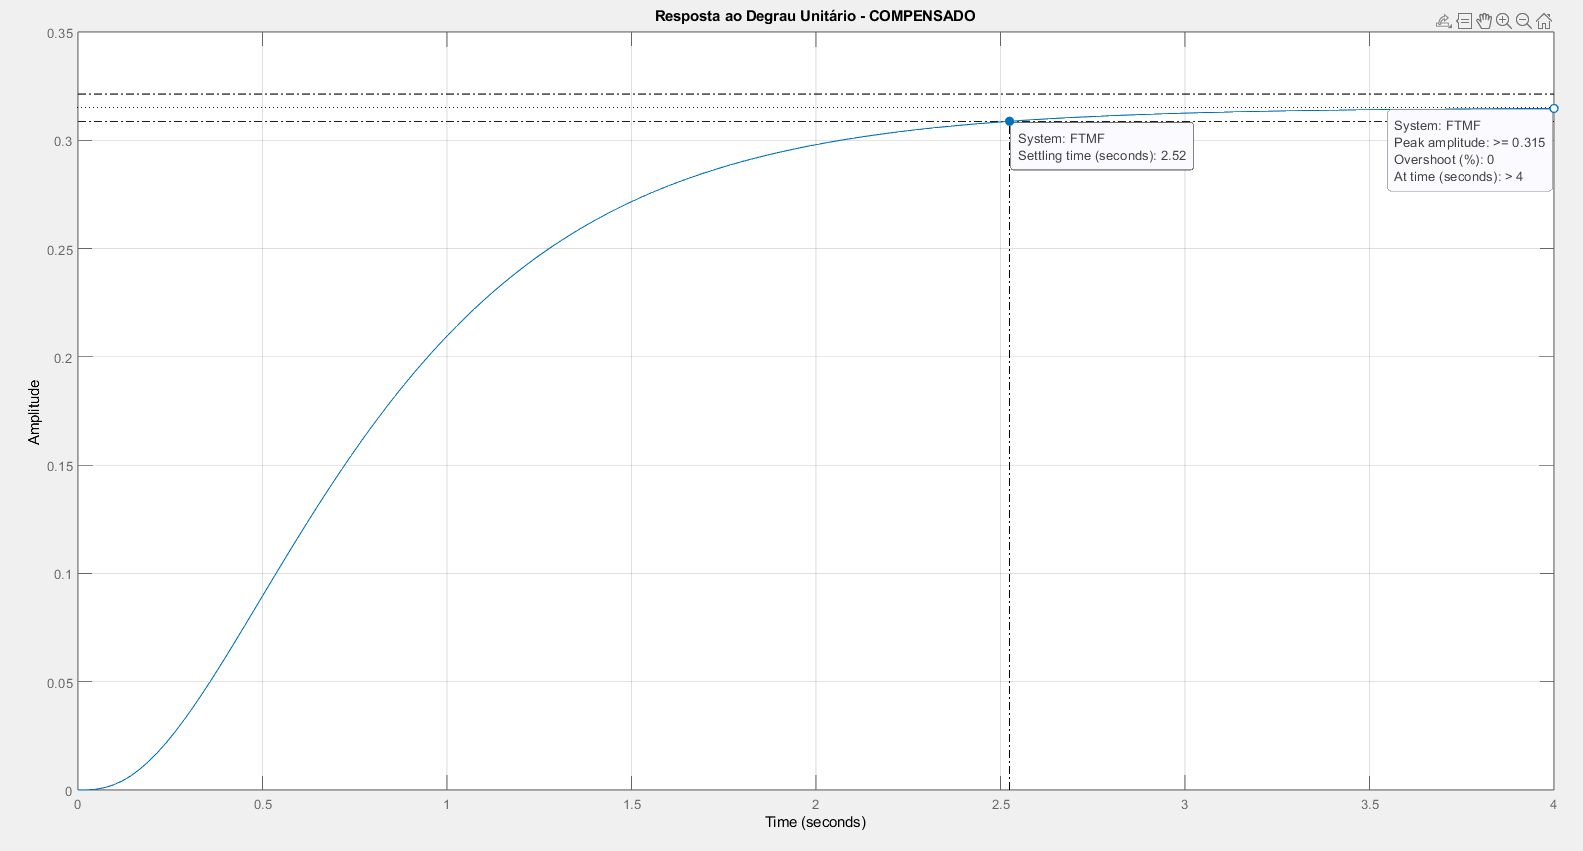 Resposta ao Degrau Unitário - COMPENSADO
0.35
0.3
0.25
0.2
0.15
0.1
0.05
0
Amplitude
System: FTMF
Settling time (seconds): 2.52
System: FTMF
Peak amplitude: >= 0.315
Overshoot (%): 0
At time (seconds): > 4
0 0.5 1 1.5 2 2.5 3 3.5 4
Time (seconds)